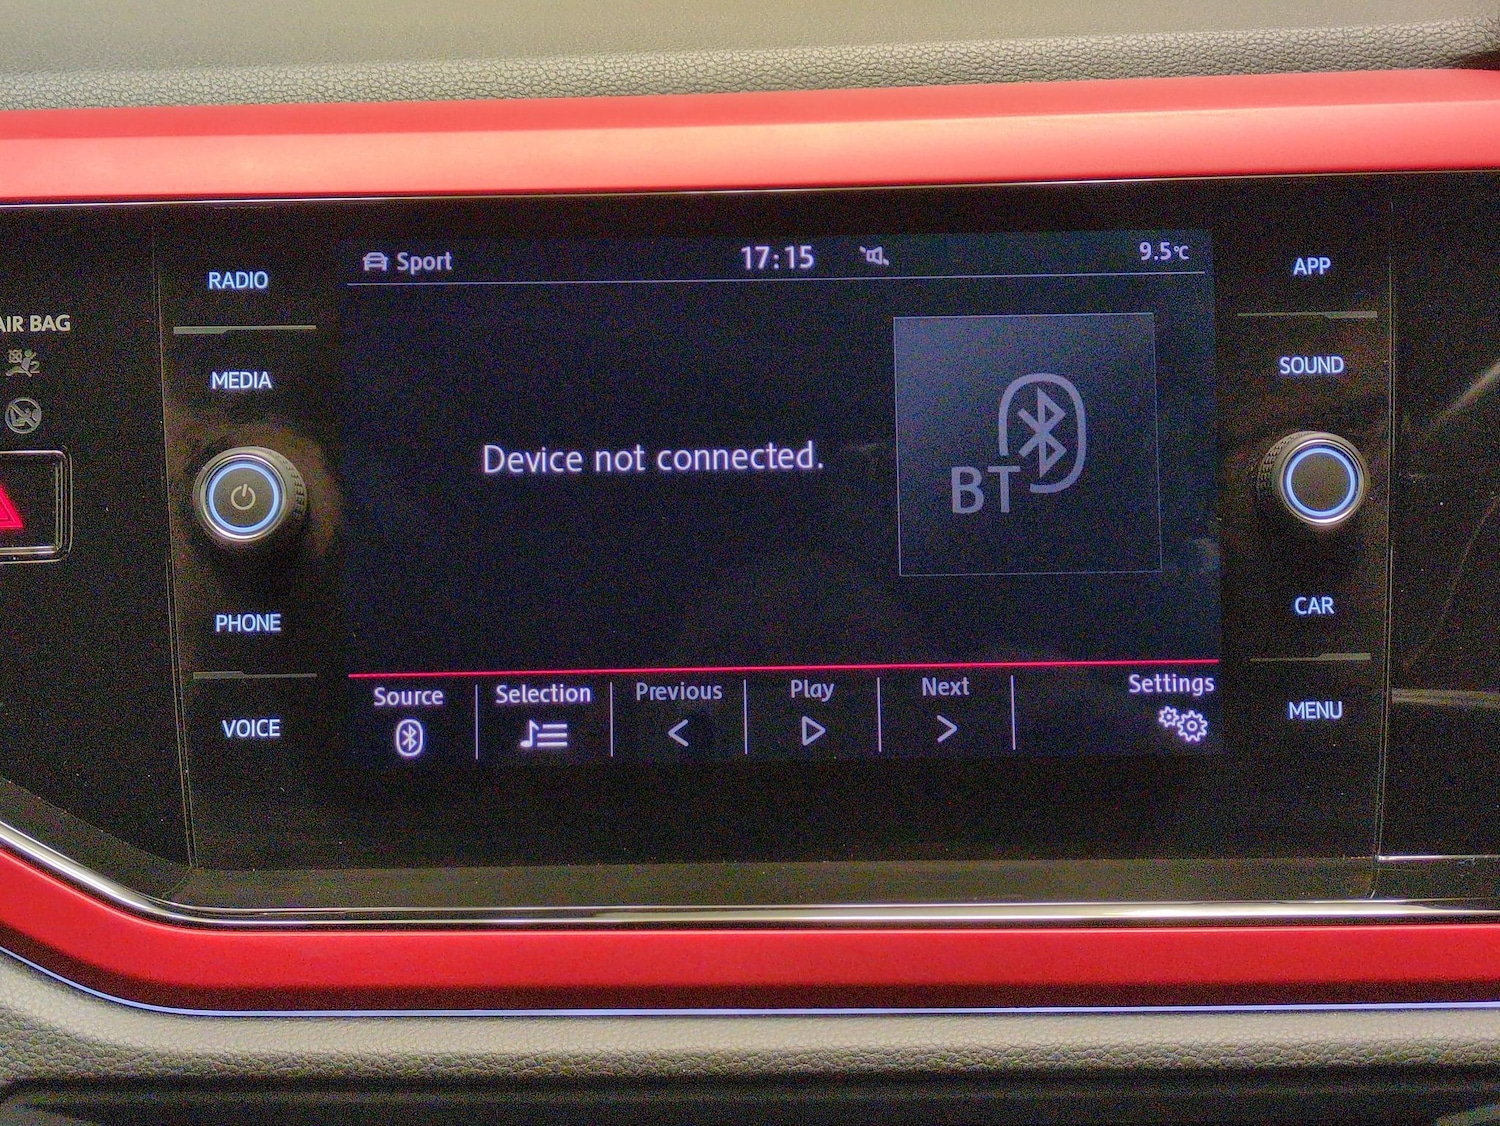 AIR BAG
RADIO
MEDIA
PHONE
VOICE
Sport
17:15
9.5°C
Device not connected.
BT
Source
Selection
Previous
Play
Next
Settings
APP
SOUND
CAR
MENU